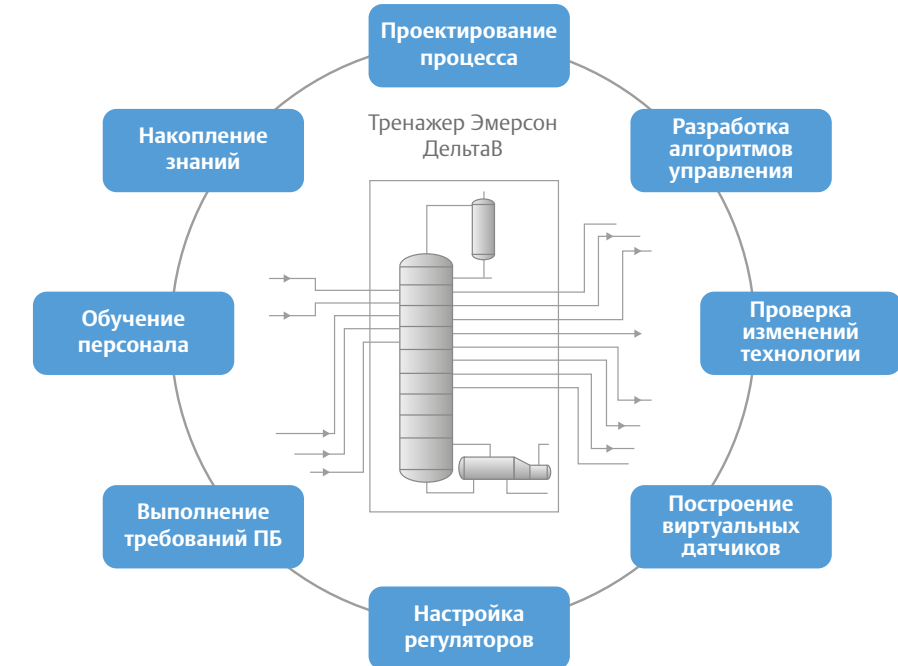 Проектирование
процесса
Тренажер Эмерсон
ДельтаВ
Разработка
алгоритмов
управления
Проверка
изменений
технологии
Построение
виртуальных
датчиков
Настройка
регуляторов
Выполнение
требований ПБ
Обучение
персонала
Накопление
знаний